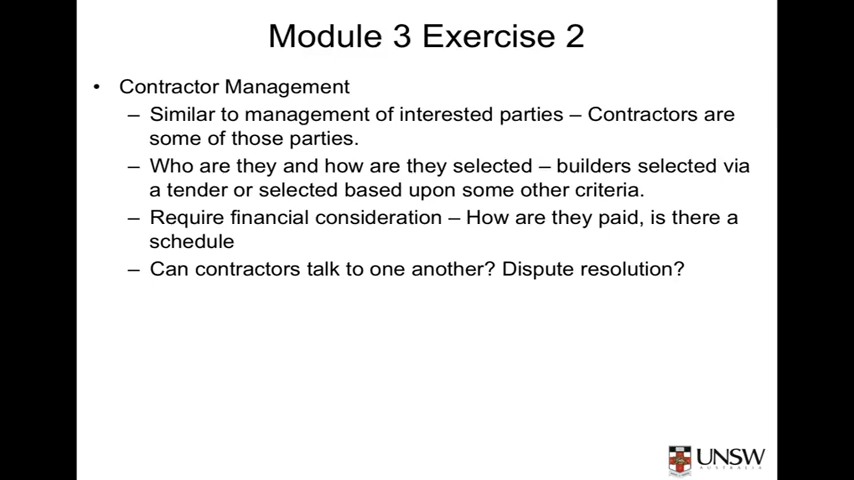 Module 3 Exercise 2
• Contractor Management
– Similar to management of interested parties – Contractors are
some of those parties.
– Who are they and how are they selected – builders selected via
a tender or selected based upon some other criteria.
– Require financial consideration – How are they paid, is there a
schedule
– Can contractors talk to one another? Dispute resolution?
UNSW
AUSTRALIA